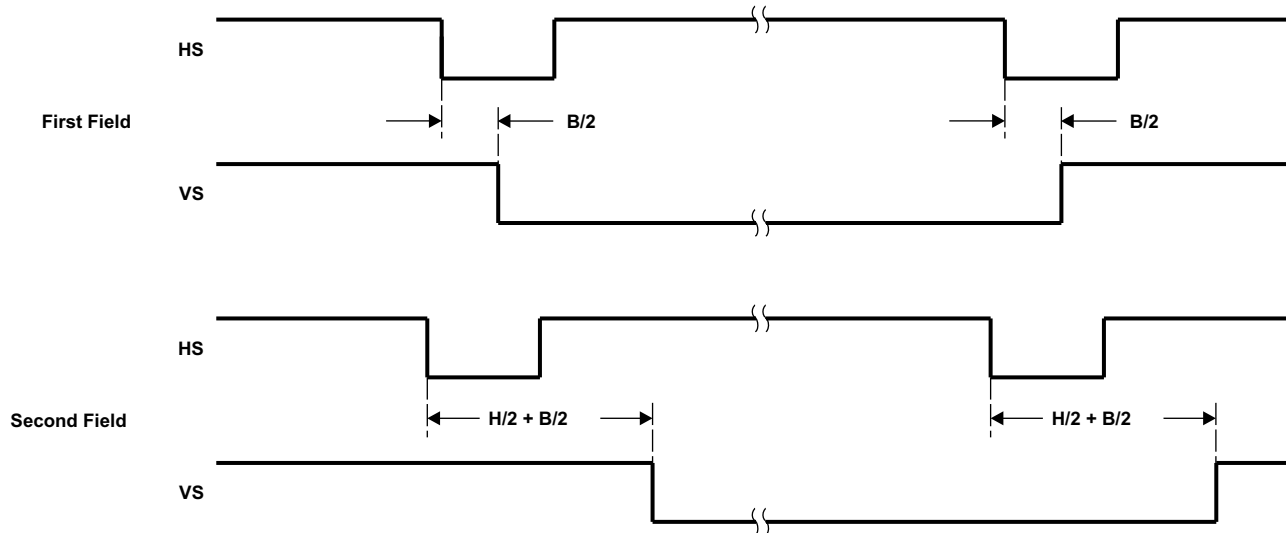 HS
First Field
B/2
B/2
VS
HS
Second Field
H/2 + B/2
H/2 + B/2
VS